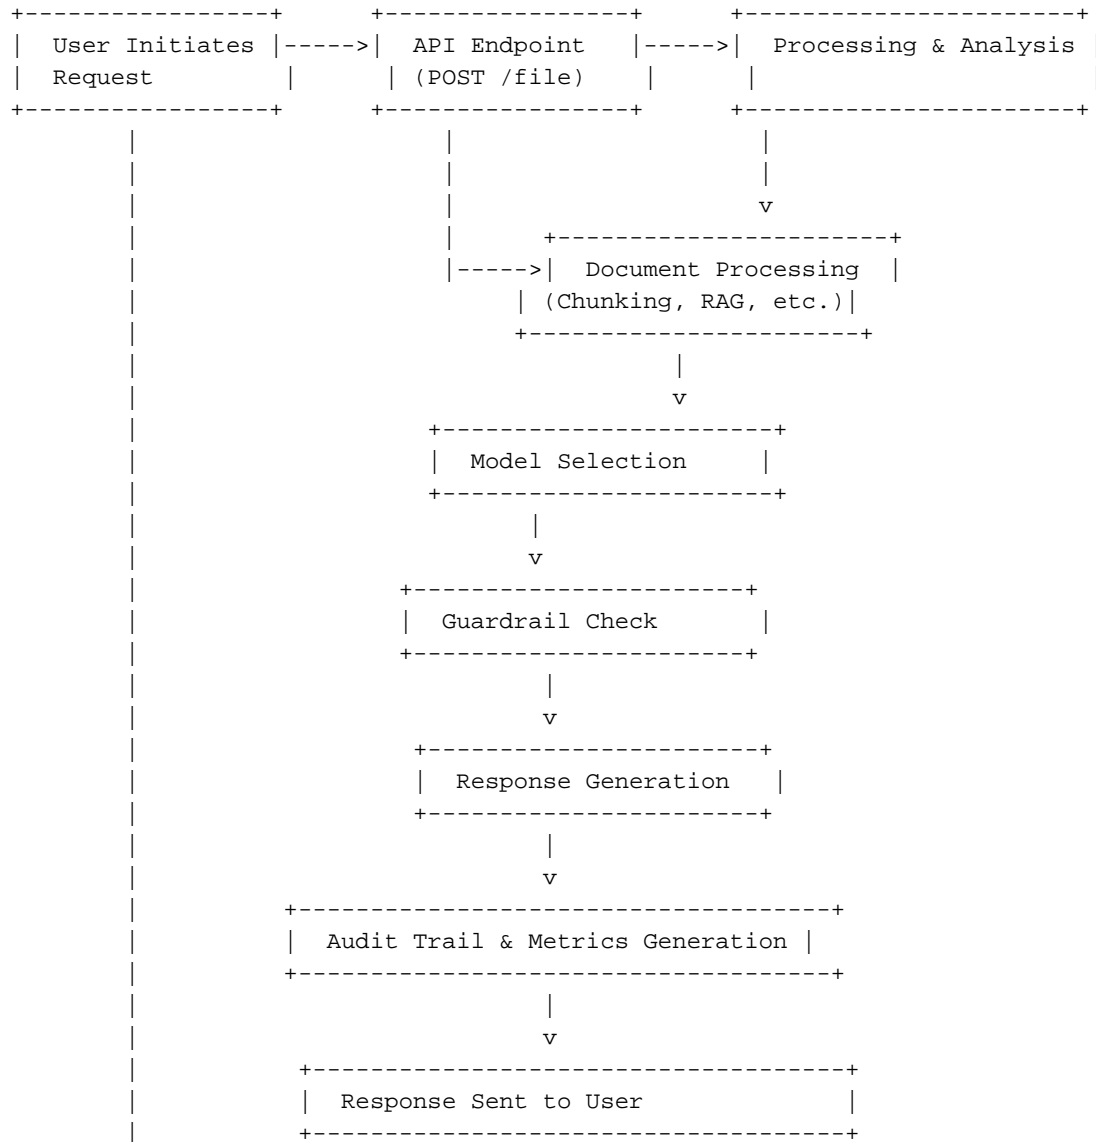 User Initiates
Request
API Endpoint
(POST /file)
Processing & Analysis
Document Processing
(Chunking, RAG, etc.)
Model Selection
Guardrail Check
Response Generation
Audit Trail & Metrics Generation
Response Sent to User